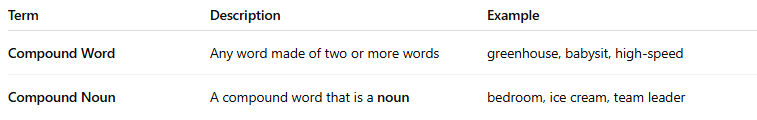 Term Description Example
Compound Word Any word made of two or more words greenhouse, babysit, high-speed
Compound Noun A compound word that is a noun bedroom, ice cream, team leader